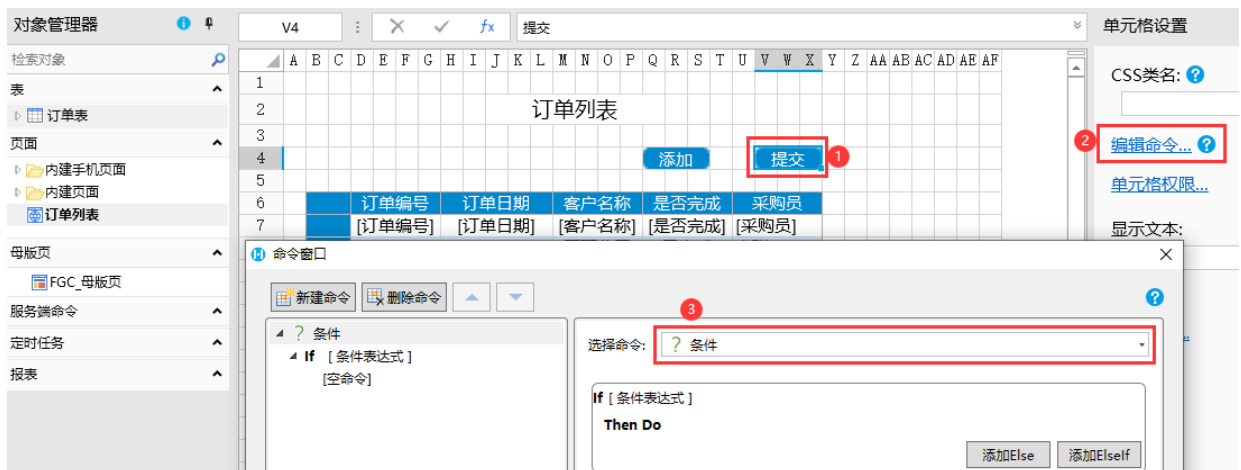 对象管理器
V4
fx
提交
单元格设置
检索对象
A B C D E F G H I J K L M N O P Q R S T U V W X Y Z AA AB AC AD AE AF
CSS类名:
表
1
订单表
2
订单列表
页面
3
2
编辑命令...
4
添加
提交
1
内建手机页面
5
内建页面
单元格权限...
6
订单编号
订单日期
客户名称
是否完成
采购员
订单列表
7
[订单编号]
[订单日期]
[客户名称]
[是否完成]
[采购员]
显示文本:
母版页
命令窗口
FGC_母版页
新建命令
删除命令
服务端命令
3
条件
选择命令:
条件
定时任务
If [ 条件表达式 ]
[空命令]
报表
If [ 条件表达式 ]
Then Do
添加Else
添加ElseIf